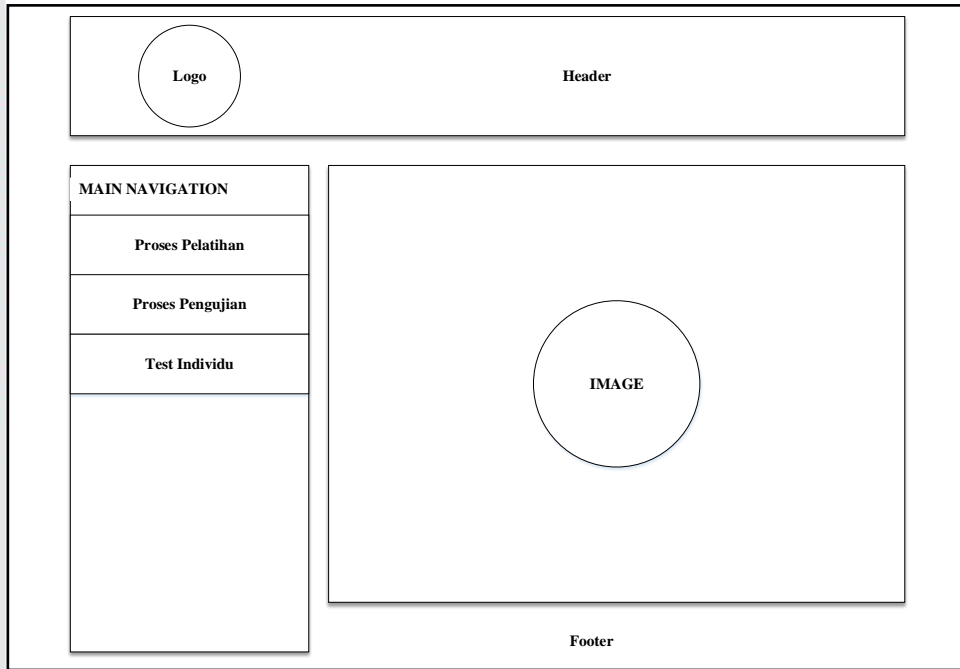 Logo
Header
MAIN NAVIGATION
Proses Pelatihan
Proses Pengujian
Test Individu
IMAGE
Footer